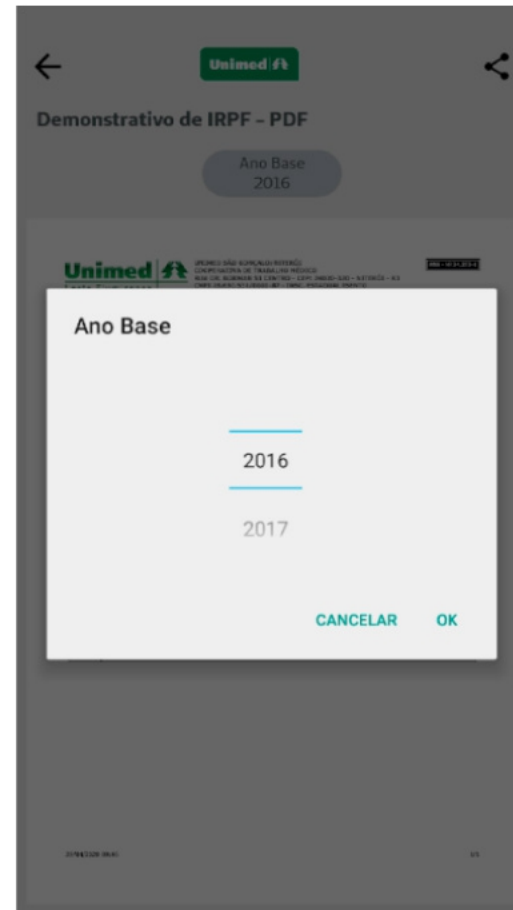 Unimed
Demonstrativo de IRPF – PDF
Ano Base
2016
Unimed
Ano Base
2016
2017
CANCELAR
OK